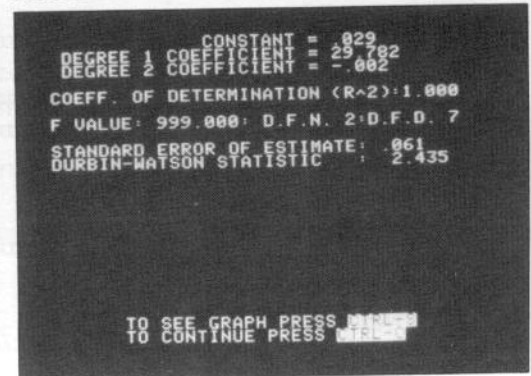 CONSTANT = .029
DEGREE 1 COEFFICIENT = 29.782
DEGREE 2 COEFFICIENT = -.002
COEFF. OF DETERMINATION (R^2):1.000
F VALUE: 999.000: D.F.N. 2:D.F.D. 7
STANDARD ERROR OF ESTIMATE: .061
DURBIN-WATSON STATISTIC : 2.435
TO SEE GRAPH PRESS
TO CONTINUE PRESS